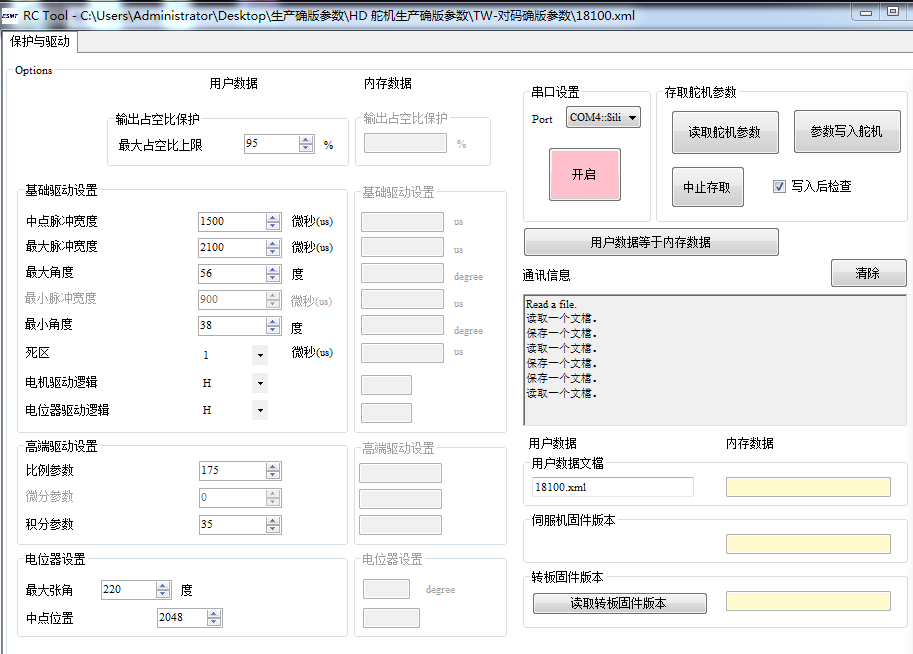 ESMT RC Tool - C:\Users\Administrator\Desktop\生产确版参数\HD 舵机生产确版参数\TW-对码确版参数\18100.xml
保护与驱动
Options
用户数据
内存数据
输出占空比保护
最大占空比上限 95 %
输出占空比保护
%
基础驱动设置
中点脉冲宽度 1500 微秒(us)
最大脉冲宽度 2100 微秒(us)
最大角度 56 度
最小脉冲宽度 900 微秒(us)
最小角度 38 度
死区 1 微秒(us)
电机驱动逻辑 H
电位器驱动逻辑 H
基础驱动设置
us
us
degree
us
degree
us
高端驱动设置
比例参数 175
微分参数 0
积分参数 35
高端驱动设置
电位器设置
最大张角 220 度
中点位置 2048
电位器设置
degree
串口设置
Port COM4::Sili
开启
存取舵机参数
读取舵机参数 参数写入舵机
中止存取 写入后检查
用户数据等于内存数据
通讯信息 清除
Read a file.
读取一个文檔.
保存一个文檔.
读取一个文檔.
保存一个文檔.
保存一个文檔.
读取一个文檔.
用户数据 内存数据
用户数据文檔
18100.xml
伺服机固件版本
转板固件版本
读取转板固件版本